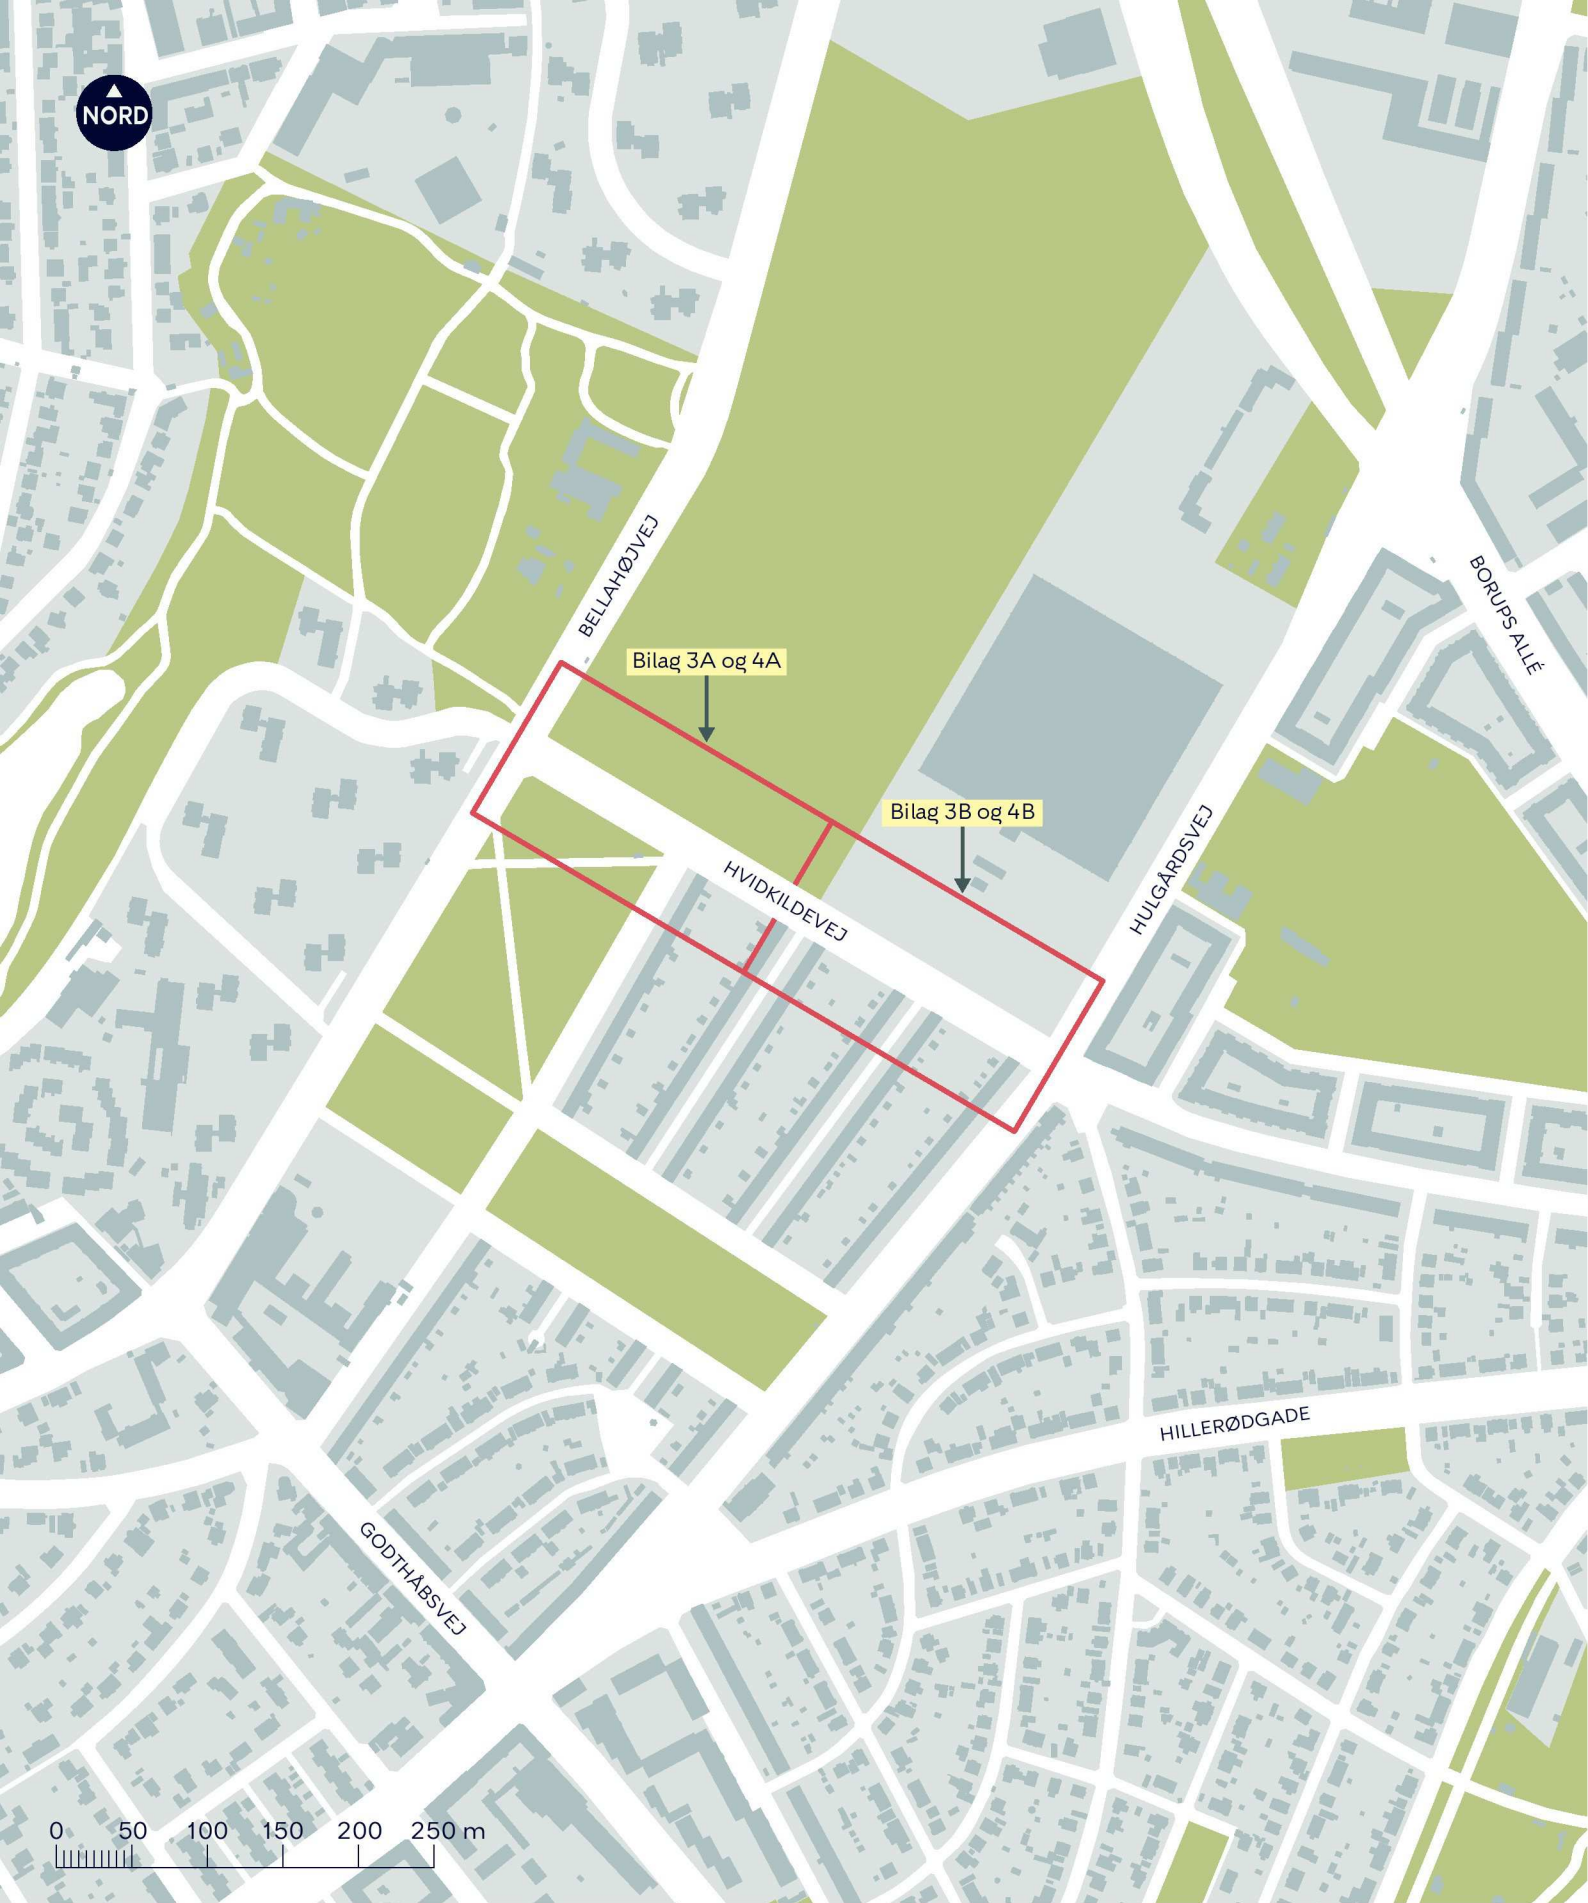 NORD
BELLAHØJVEJ
BORUPS ALLÉ
Bilag 3A og 4A
Bilag 3B og 4B
HULGÅRDSVEJ
HVIDKILDEVEJ
HILLERØDGADE
GODTHÅBSVEJ
0 50 100 150 200 250 m